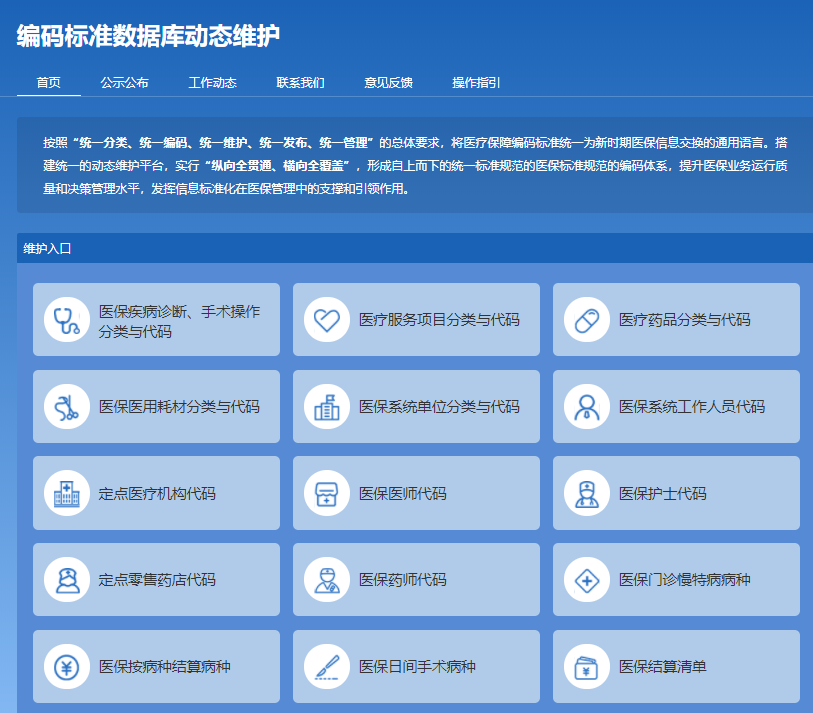 编码标准数据库动态维护
首页 公示公布 工作动态 联系我们 意见反馈 操作指引
按照“统一分类、统一编码、统一维护、统一发布、统一管理”的总体要求，将医疗保障编码标准统一为新时期医保信息交换的通用语言。搭
建统一的动态维护平台，实行“纵向全贯通、横向全覆盖”，形成自上而下的统一标准规范的医保标准规范的编码体系，提升医保业务运行质
量和决策管理水平，发挥信息标准化在医保管理中的支撑和引领作用。
维护入口
医保疾病诊断、手术操作
分类与代码
医疗服务项目分类与代码
医疗药品分类与代码
医保医用耗材分类与代码
医保系统单位分类与代码
医保系统工作人员代码
定点医疗机构代码
医保医师代码
医保护士代码
定点零售药店代码
医保药师代码
医保门诊慢特病病种
医保按病种结算病种
医保日间手术病种
医保结算清单